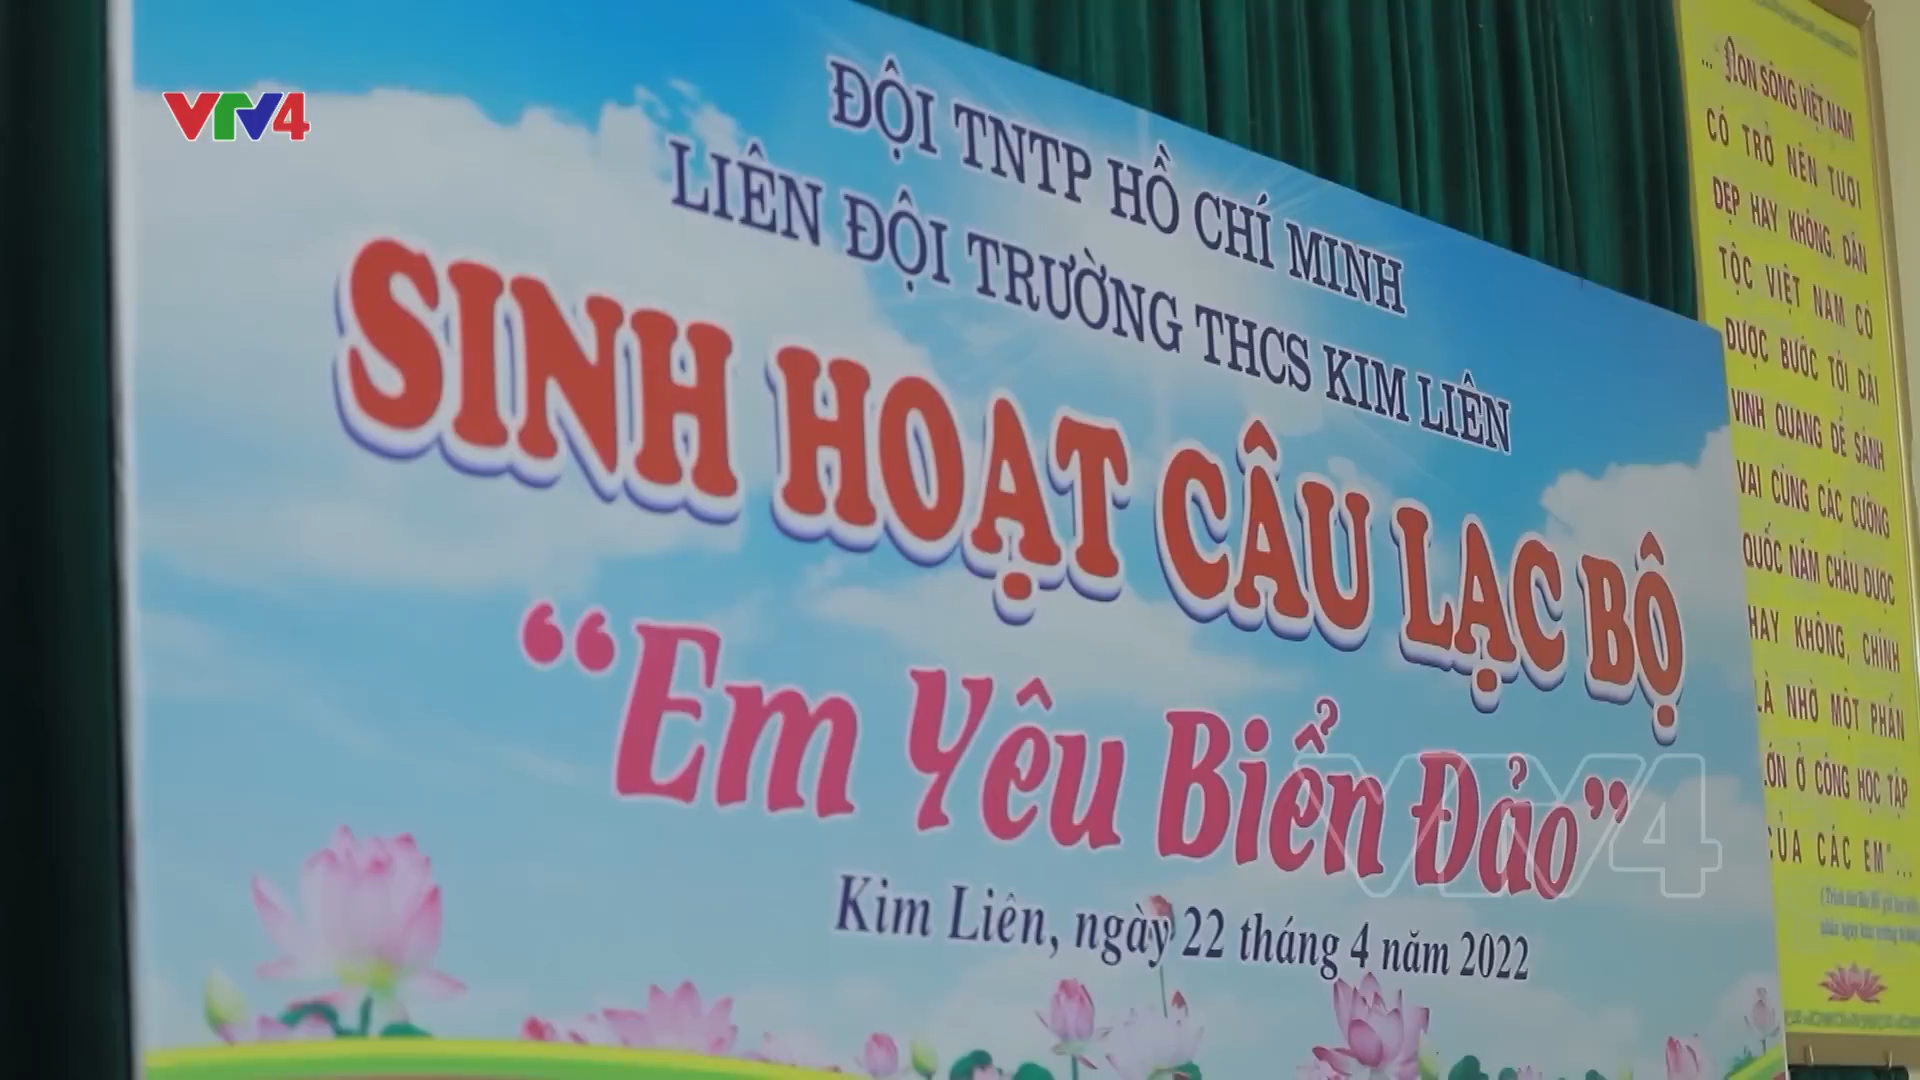 VTV4
ĐỘI TNTP HỒ CHÍ MINH
LIÊN ĐỘI TRƯỜNG THCS KIM LIÊN
SINH HOẠT CÂU LẠC BỘ
“Em Yêu Biển Đảo”
Kim Liên, ngày 22 tháng 4 năm 2022
VTV4
... NON SÔNG VIỆT NAM
CÓ TRỞ NÊN TƯƠI
ĐẸP HAY KHÔNG, DÂN
TỘC VIỆT NAM CÓ
ĐƯỢC BƯỚC TỚI ĐÀI
VINH QUANG ĐỂ SÁNH
VAI CÙNG CÁC CƯỜNG
QUỐC NĂM CHÂU ĐƯỢC
HAY KHÔNG, CHÍNH
LÀ NHỜ MỘT PHẦN
LỚN Ở CÔNG HỌC TẬP
CỦA CÁC EM"...